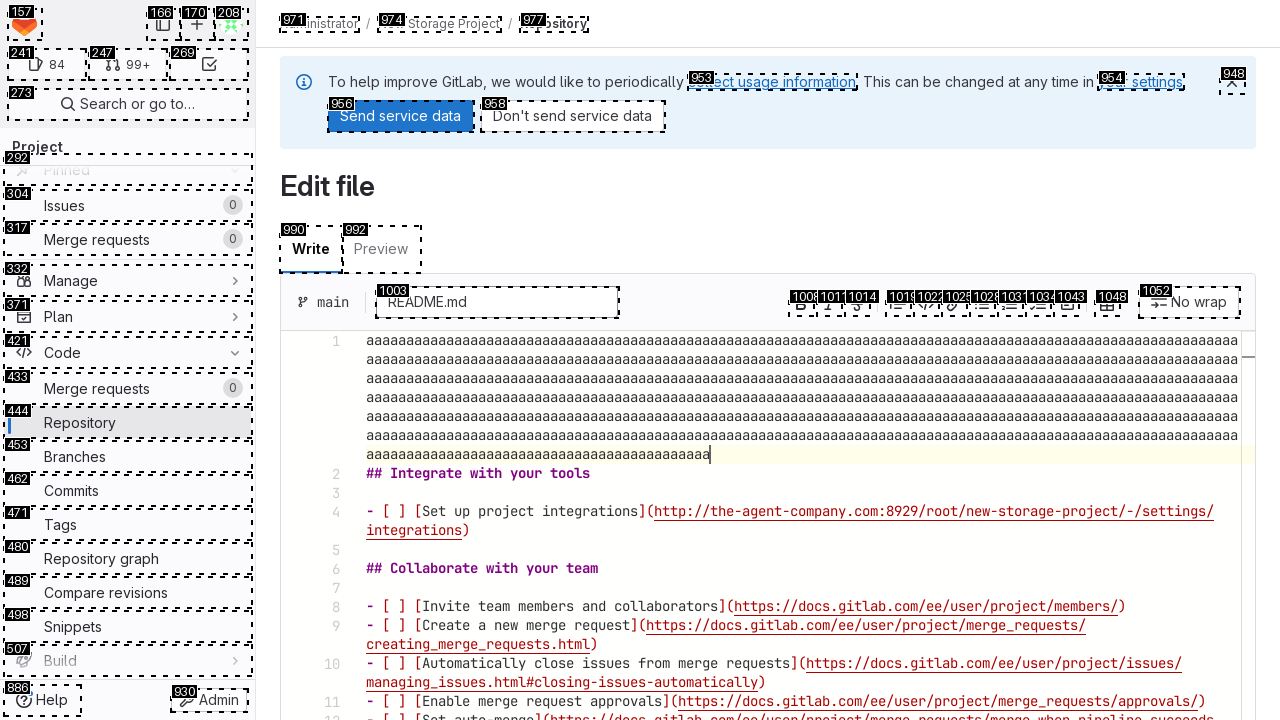 157
166
170
208
241
84
247
99+
269
273
Search or go to…
Project
292
Pinned
304
Issues
0
317
Merge requests
0
332
Manage
371
Plan
421
Code
433
Merge requests
0
444
Repository
453
Branches
462
Commits
471
Tags
480
Repository graph
489
Compare revisions
498
Snippets
507
Build
886
Help
930
Admin
971
Administrator /
974
Storage Project /
977
Repository
To help improve GitLab, we would like to periodically collect usage information. This can be changed at any time in your settings.
953
954
948
956
Send service data
958
Don't send service data
Edit file
990
Write
992
Preview
main
1003
README.md
1008
1011
1014
1019
1022
1025
1028
1031
1034
1043
1048
1052
No wrap
1 aaaaaaaaaaaaaaaaaaaaaaaaaaaaaaaaaaaaaaaaaaaaaaaaaaaaaaaaaaaaaaaaaaaaaaaaaaaaaaaaaaaaaaaaaaaaaaaaaaaaaaaaaaaaa
aaaaaaaaaaaaaaaaaaaaaaaaaaaaaaaaaaaaaaaaaaaaaaaaaaaaaaaaaaaaaaaaaaaaaaaaaaaaaaaaaaaaaaaaaaaaaaaaaaaaaaaaaaaaa
aaaaaaaaaaaaaaaaaaaaaaaaaaaaaaaaaaaaaaaaaaaaaaaaaaaaaaaaaaaaaaaaaaaaaaaaaaaaaaaaaaaaaaaaaaaaaaaaaaaaaaaaaaaaa
aaaaaaaaaaaaaaaaaaaaaaaaaaaaaaaaaaaaaaaaaaaaaaaaaaaaaaaaaaaaaaaaaaaaaaaaaaaaaaaaaaaaaaaaaaaaaaaaaaaaaaaaaaaaa
aaaaaaaaaaaaaaaaaaaaaaaaaaaaaaaaaaaaaaaaaaaaaaaaaaaaaaaaaaaaaaaaaaaaaaaaaaaaaaaaaaaaaaaaaaaaaaaaaaaaaaaaaaaaa
aaaaaaaaaaaaaaaaaaaaaaaaaaaaaaaaaaaaaaaaaaaaaaaaaaaaaaaaaaaaaaaaaaaaaaaaaaaaaaaaaaaaaaaaaaaaaaaaaaaaaaaaaaaaa
aaaaaaaaaaaaaaaaaaaaaaaaaaaaaaaaaaaaaaaaaaa
2 ## Integrate with your tools
3
4 - [ ] [Set up project integrations](http://the-agent-company.com:8929/root/new-storage-project/-/settings/
integrations)
5
6 ## Collaborate with your team
7
8 - [ ] [Invite team members and collaborators](https://docs.gitlab.com/ee/user/project/members/)
9 - [ ] [Create a new merge request](https://docs.gitlab.com/ee/user/project/merge_requests/
creating_merge_requests.html)
10 - [ ] [Automatically close issues from merge requests](https://docs.gitlab.com/ee/user/project/issues/
managing_issues.html#closing-issues-automatically)
11 - [ ] [Enable merge request approvals](https://docs.gitlab.com/ee/user/project/merge_requests/approvals/)
12 - [ ] [Set auto-merge](https://docs.gitlab.com/ee/user/project/merge_requests/merge_when_pipeline_succeeds